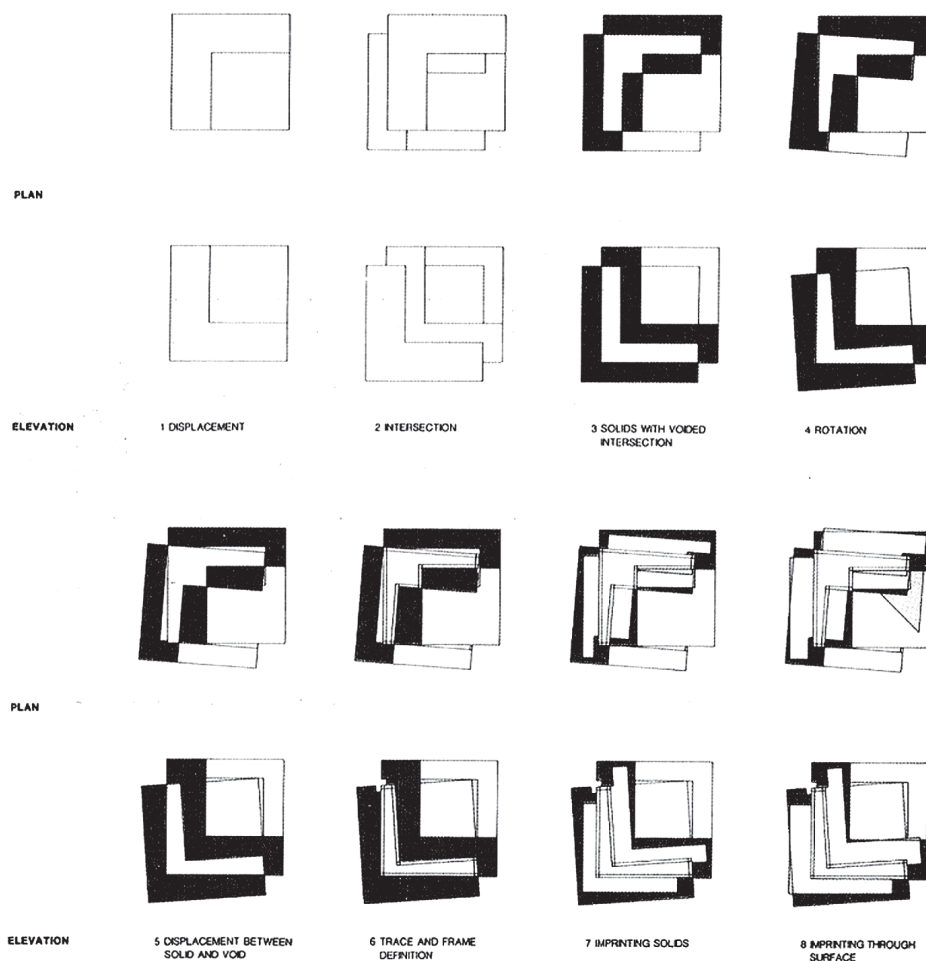 PLAN
ELEVATION
1 DISPLACEMENT
2 INTERSECTION
3 SOLIDS WITH VOIDED
INTERSECTION
4 ROTATION
PLAN
ELEVATION
5 DISPLACEMENT BETWEEN
SOLID AND VOID
6 TRACE AND FRAME
DEFINITION
7 IMPRINTING SOLIDS
8 IMPRINTING THROUGH
SURFACE